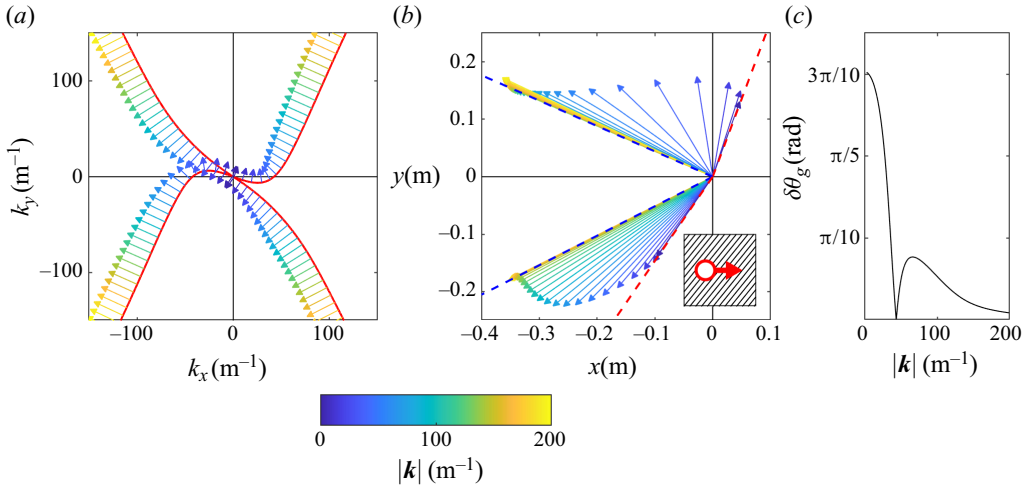 (a)
100
0
−100
−100
0
100
k_y (m⁻¹)
k_x (m⁻¹)
(b)
0.2
0.1
0
−0.1
−0.2
−0.4
−0.3
−0.2
−0.1
0
0.1
y(m)
x(m)
(c)
3π/10
π/5
π/10
0
100
200
δθ_g (rad)
|k| (m⁻¹)
0
100
200
|k| (m⁻¹)